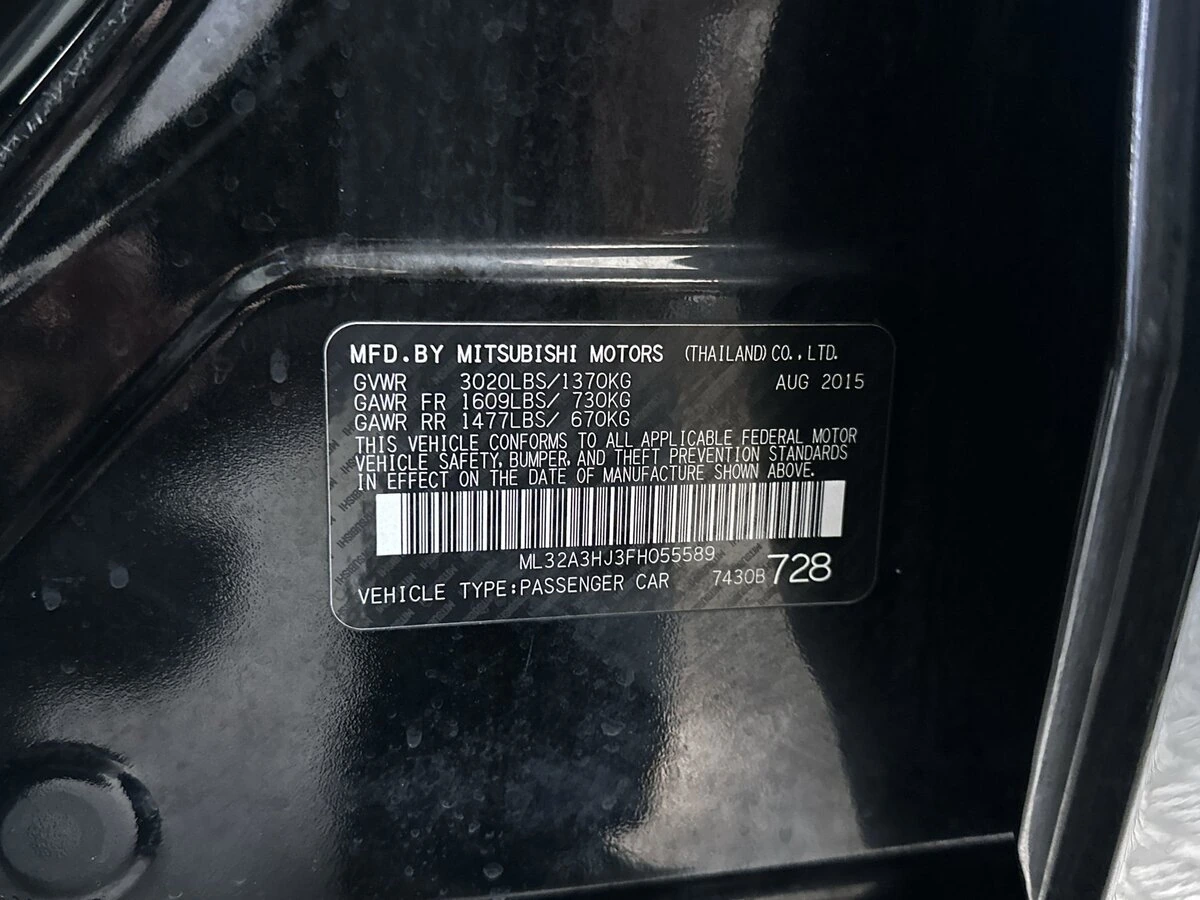 MFD.BY MITSUBISHI MOTORS (THAILAND)CO.,LTD.
GVWR 3020LBS/1370KG AUG 2015
GAWR FR 1609LBS/ 730KG
GAWR RR 1477LBS/ 670KG
THIS VEHICLE CONFORMS TO ALL APPLICABLE FEDERAL MOTOR
VEHICLE SAFETY, BUMPER, AND THEFT PREVENTION STANDARDS
IN EFFECT ON THE DATE OF MANUFACTURE SHOWN ABOVE.
ML32A3HJ3FH055589
VEHICLE TYPE:PASSENGER CAR 7430B 728